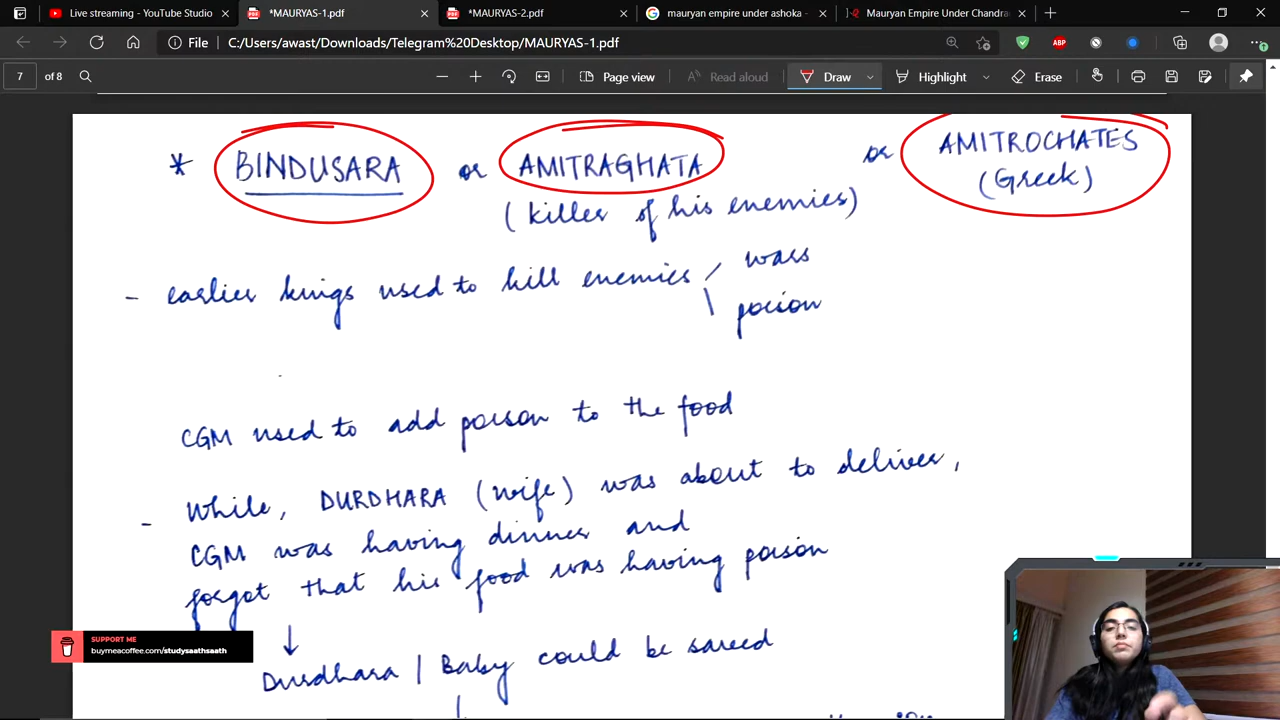 Live streaming - YouTube Studio
*MAURYAS-1.pdf
*MAURYAS-2.pdf
mauryan empire under ashoka -
Mauryan Empire Under Chandra
File
C:/Users/awast/Downloads/Telegram%20Desktop/MAURYAS-1.pdf
7 of 8
Page view
Read aloud
Draw
Highlight
Erase
* BINDUSARA or AMITRAGHATA or AMITROCHATES
(killer of his enemies) (Greek)
- earlier kings used to kill enemies / wars
\ poison
CGM used to add poison to the food
- While, DURDHARA (wife) was about to deliver,
CGM was having dinner and
forgot that his food was having poison
↓
Durdhara / Baby could be saved
SUPPORT ME
buymeacoffee.com/studysaathsaath